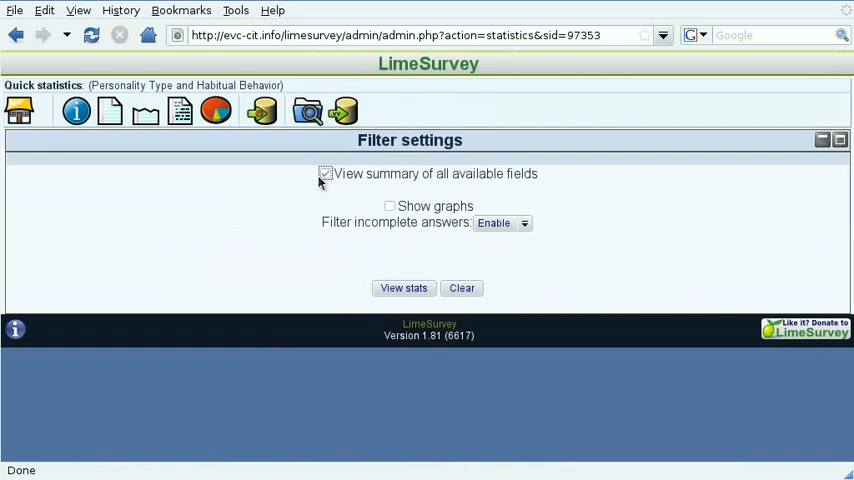 File Edit View History Bookmarks Tools Help
http://evc-cit.info/limesurvey/admin/admin.php?action=statistics&sid=97353
G Google
LimeSurvey
Quick statistics: (Personality Type and Habitual Behavior)
Filter settings
View summary of all available fields
Show graphs
Filter incomplete answers: Enable
View stats Clear
LimeSurvey
Version 1.81 (6617)
Like it? Donate to
LimeSurvey
Done